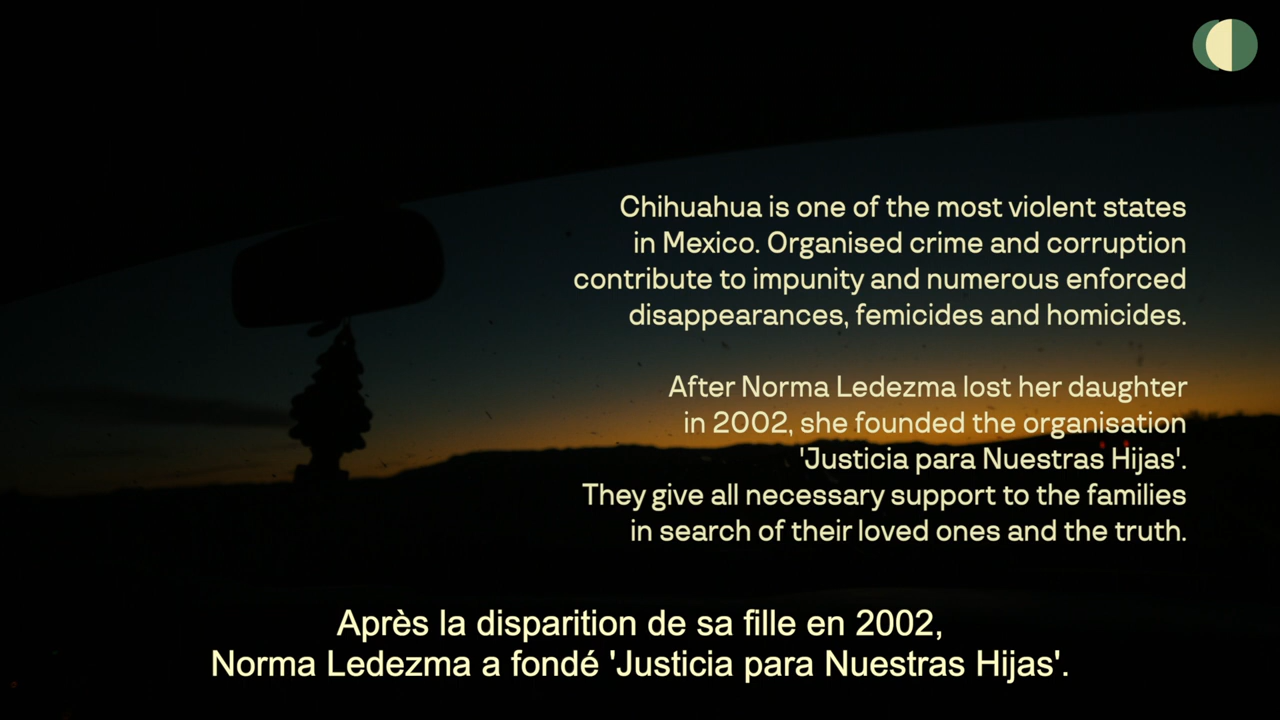 Chihuahua is one of the most violent states
in Mexico. Organised crime and corruption
contribute to impunity and numerous enforced
disappearances, femicides and homicides.
After Norma Ledezma lost her daughter
in 2002, she founded the organisation
'Justicia para Nuestras Hijas'.
They give all necessary support to the families
in search of their loved ones and the truth.
Après la disparition de sa fille en 2002,
Norma Ledezma a fondé 'Justicia para Nuestras Hijas'.